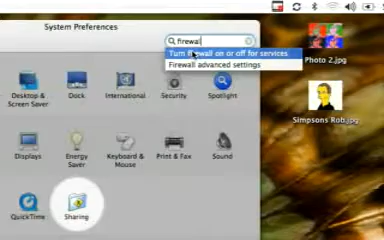 System Preferences
firewal
Turn firewall on or off for services
Firewall advanced settings
Desktop & Screen Saver
Dock
International
Security
Spotlight
Displays
Energy Saver
Keyboard & Mouse
Print & Fax
Sound
QuickTime
Sharing
Photo 2.jpg
Simpsons Rob.jpg